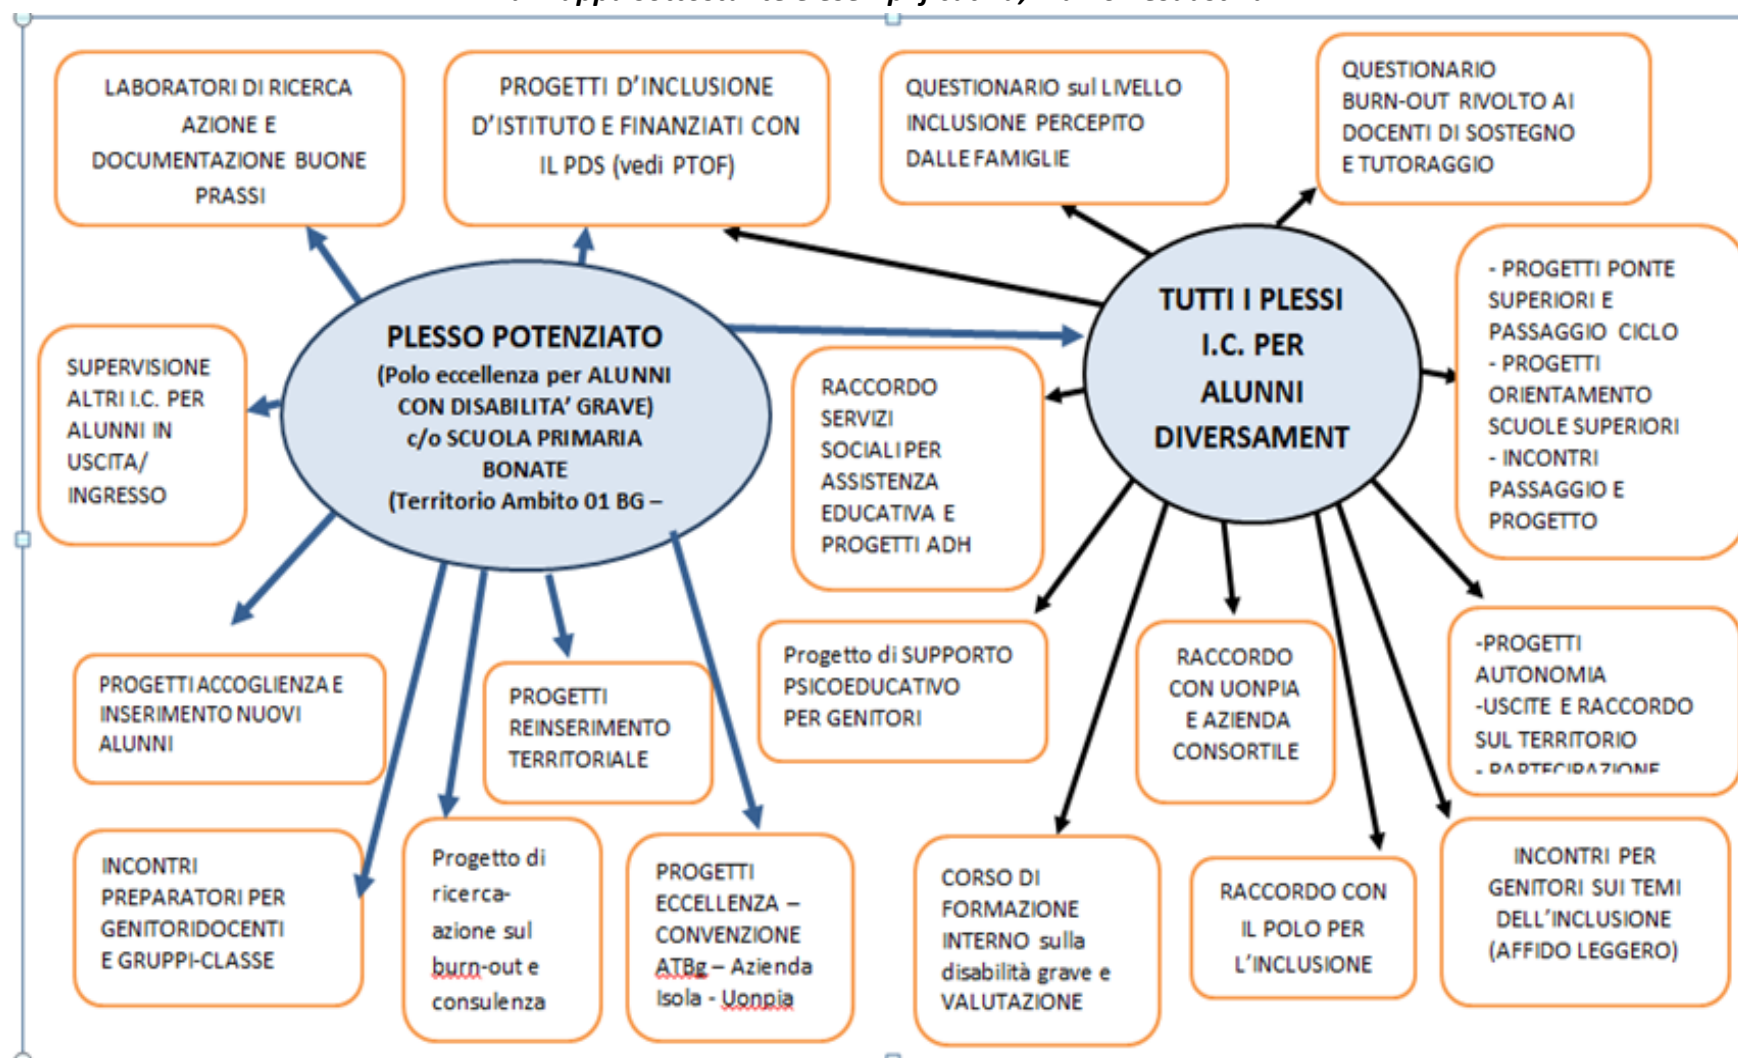 LABORATORI DI RICERCA
AZIONE E
DOCUMENTAZIONE BUONE
PRASSI
PROGETTI D’INCLUSIONE
D’ISTITUTO E FINANZIATI CON
IL PDS (vedi PTOF)
QUESTIONARIO sul LIVELLO
INCLUSIONE PERCEPITO
DALLE FAMIGLIE
QUESTIONARIO
BURN-OUT RIVOLTO AI
DOCENTI DI SOSTEGNO
E TUTORAGGIO
PLESSO POTENZIATO
(Polo eccellenza per ALUNNI
CON DISABILITA’ GRAVE)
c/o SCUOLA PRIMARIA
BONATE
(Territorio Ambito 01 BG –
TUTTI I PLESSI
I.C. PER
ALUNNI
DIVERSAMENT
- PROGETTI PONTE
SUPERIORI E
PASSAGGIO CICLO
- PROGETTI
ORIENTAMENTO
SCUOLE SUPERIORI
- INCONTRI
PASSAGGIO E
PROGETTO
SUPERVISIONE
ALTRI I.C. PER
ALUNNI IN
USCITA/
INGRESSO
RACCORDO
SERVIZI
SOCIALI PER
ASSISTENZA
EDUCATIVA E
PROGETTI ADH
PROGETTI ACCOGLIENZA E
INSERIMENTO NUOVI
ALUNNI
PROGETTI
REINSERIMENTO
TERRITORIALE
Progetto di SUPPORTO
PSICOEDUCATIVO
PER GENITORI
RACCORDO
CON UONPIA
E AZIENDA
CONSORTILE
-PROGETTI
AUTONOMIA
-USCITE E RACCORDO
SUL TERRITORIO
- PARTECIPAZIONE
INCONTRI
PREPARATORI PER
GENITORIDOCENTI
E GRUPPI-CLASSE
Progetto di
ricerca-
azione sul
burn-out e
consulenza
PROGETTI
ECCELLENZA –
CONVENZIONE
ATBg – Azienda
Isola - Uonpia
CORSO DI
FORMAZIONE
INTERNO sulla
disabilità grave e
VALUTAZIONE
RACCORDO CON
IL POLO PER
L’INCLUSIONE
INCONTRI PER
GENITORI SUI TEMI
DELL’INCLUSIONE
(AFFIDO LEGGERO)